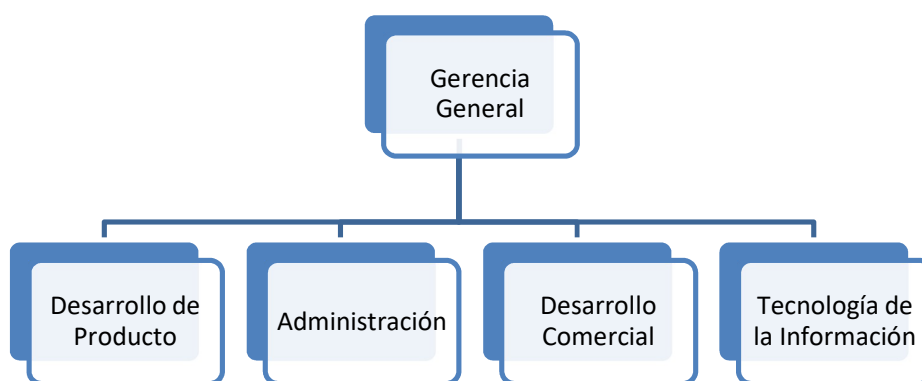 Gerencia
General
Desarrollo de
Producto
Administración
Desarrollo
Comercial
Tecnología de
la Información